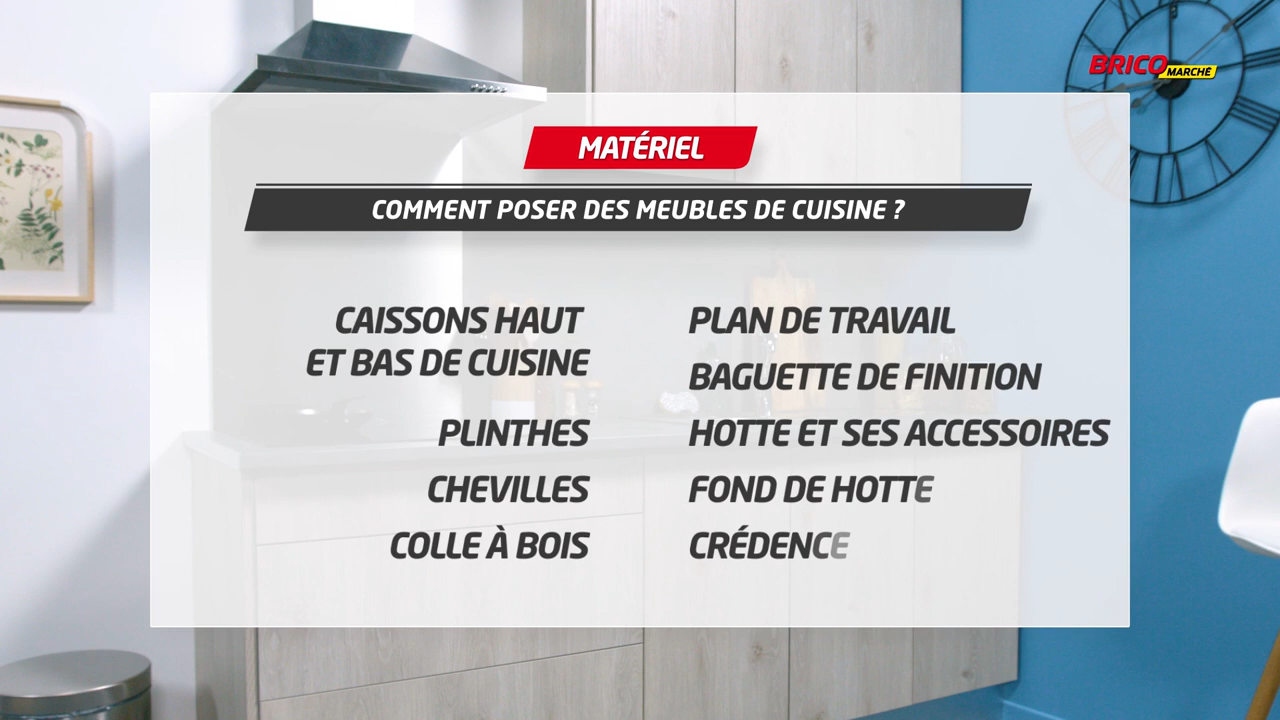 BRICO MARCHÉ
MATÉRIEL
COMMENT POSER DES MEUBLES DE CUISINE ?
CAISSONS HAUT
ET BAS DE CUISINE
PLINTHES
CHEVILLES
COLLE À BOIS
PLAN DE TRAVAIL
BAGUETTE DE FINITION
HOTTE ET SES ACCESSOIRES
FOND DE HOTTE
CRÉDENCE